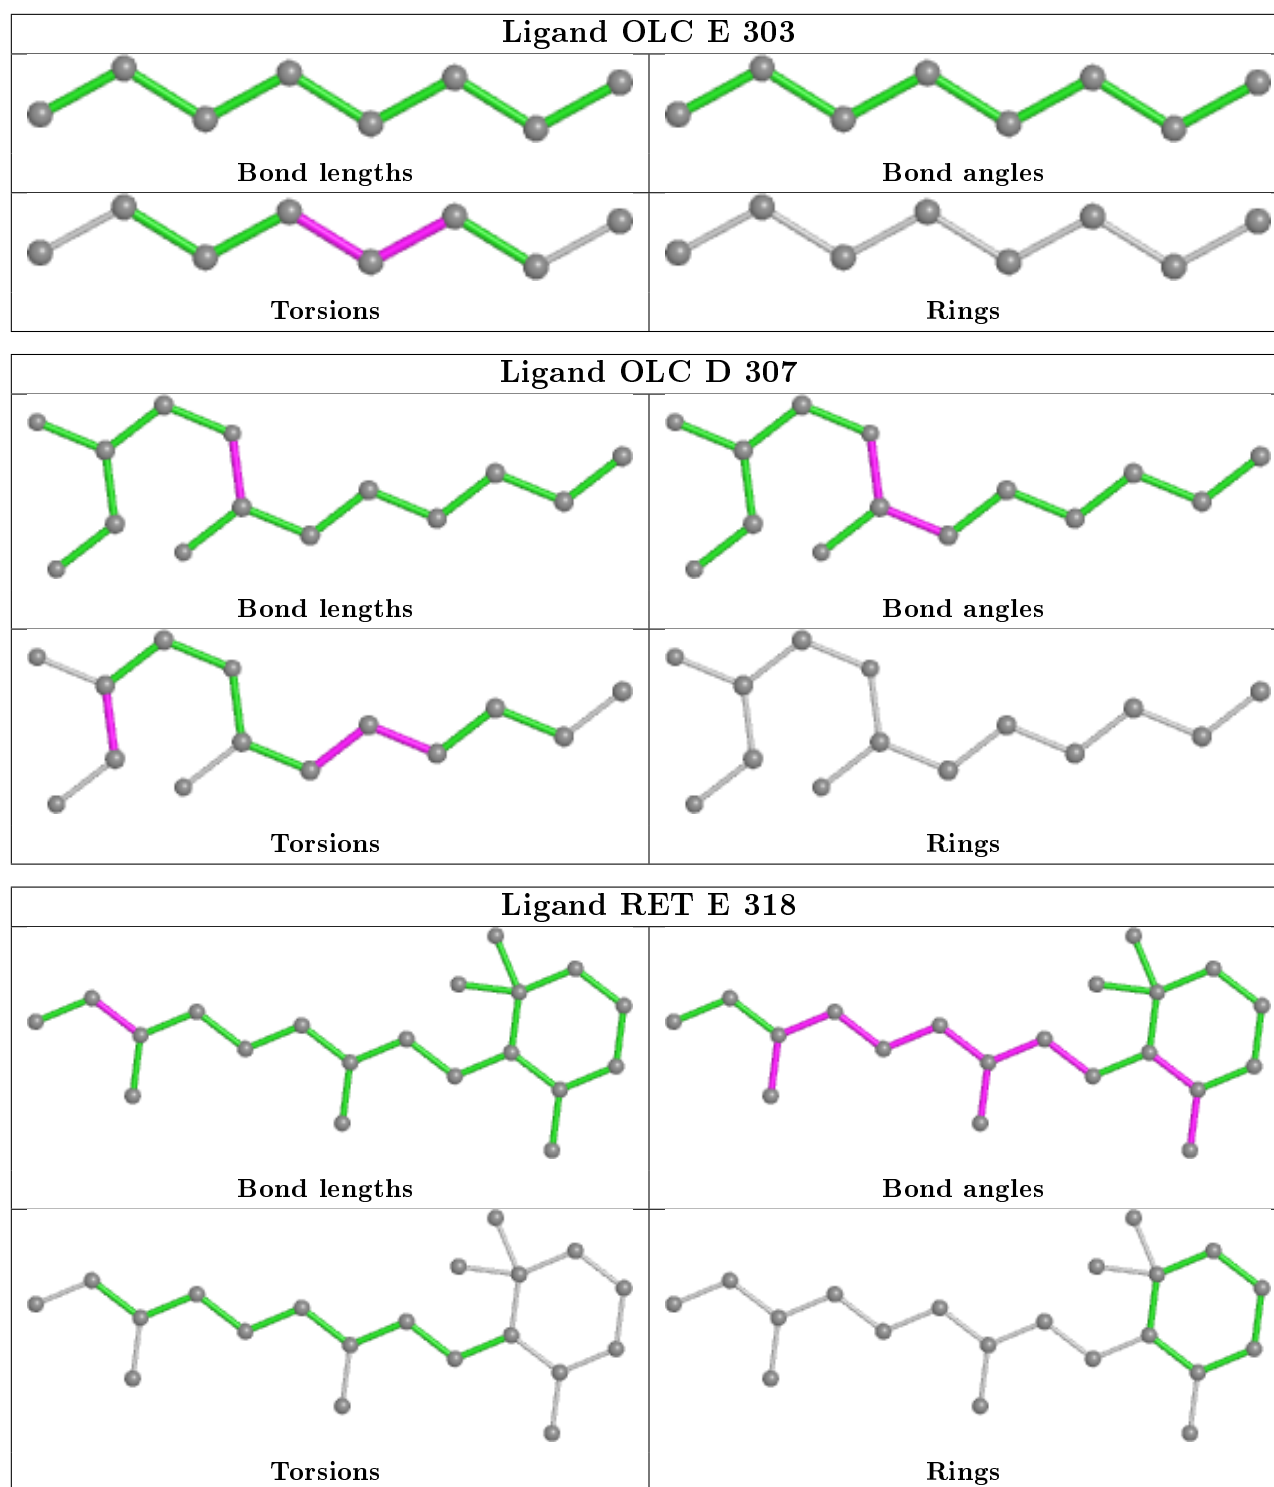 Ligand OLC E 303
Bond lengths
Bond angles
Torsions
Rings
Ligand OLC D 307
Bond lengths
Bond angles
Torsions
Rings
Ligand RET E 318
Bond lengths
Bond angles
Torsions
Rings